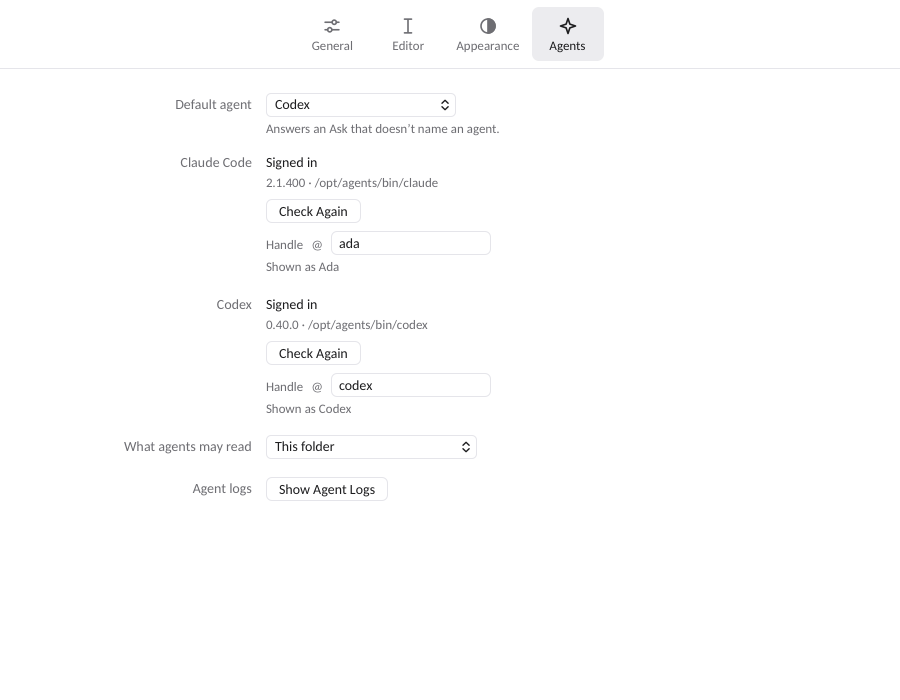 General Editor Appearance Agents
Default agent Codex
Answers an Ask that doesn’t name an agent.
Claude Code Signed in
2.1.400 · /opt/agents/bin/claude
Check Again
Handle @ ada
Shown as Ada
Codex Signed in
0.40.0 · /opt/agents/bin/codex
Check Again
Handle @ codex
Shown as Codex
What agents may read This folder
Agent logs Show Agent Logs